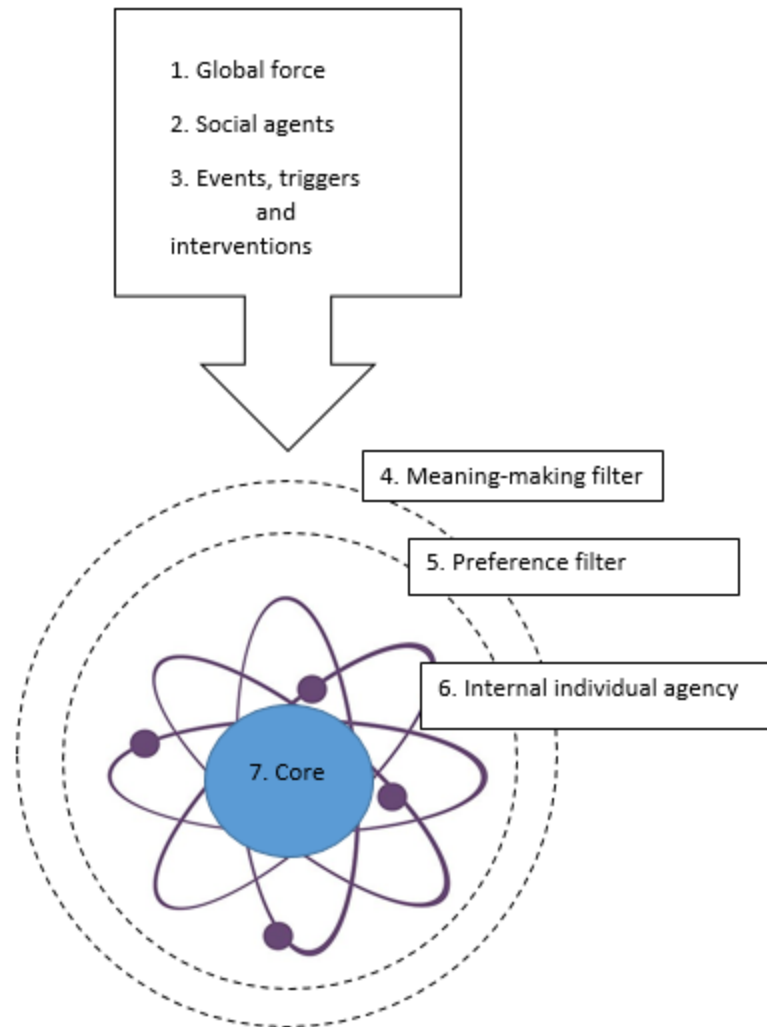 1. Global force
2. Social agents
3. Events, triggers
and
interventions
4. Meaning-making filter
5. Preference filter
6. Internal individual agency
7. Core